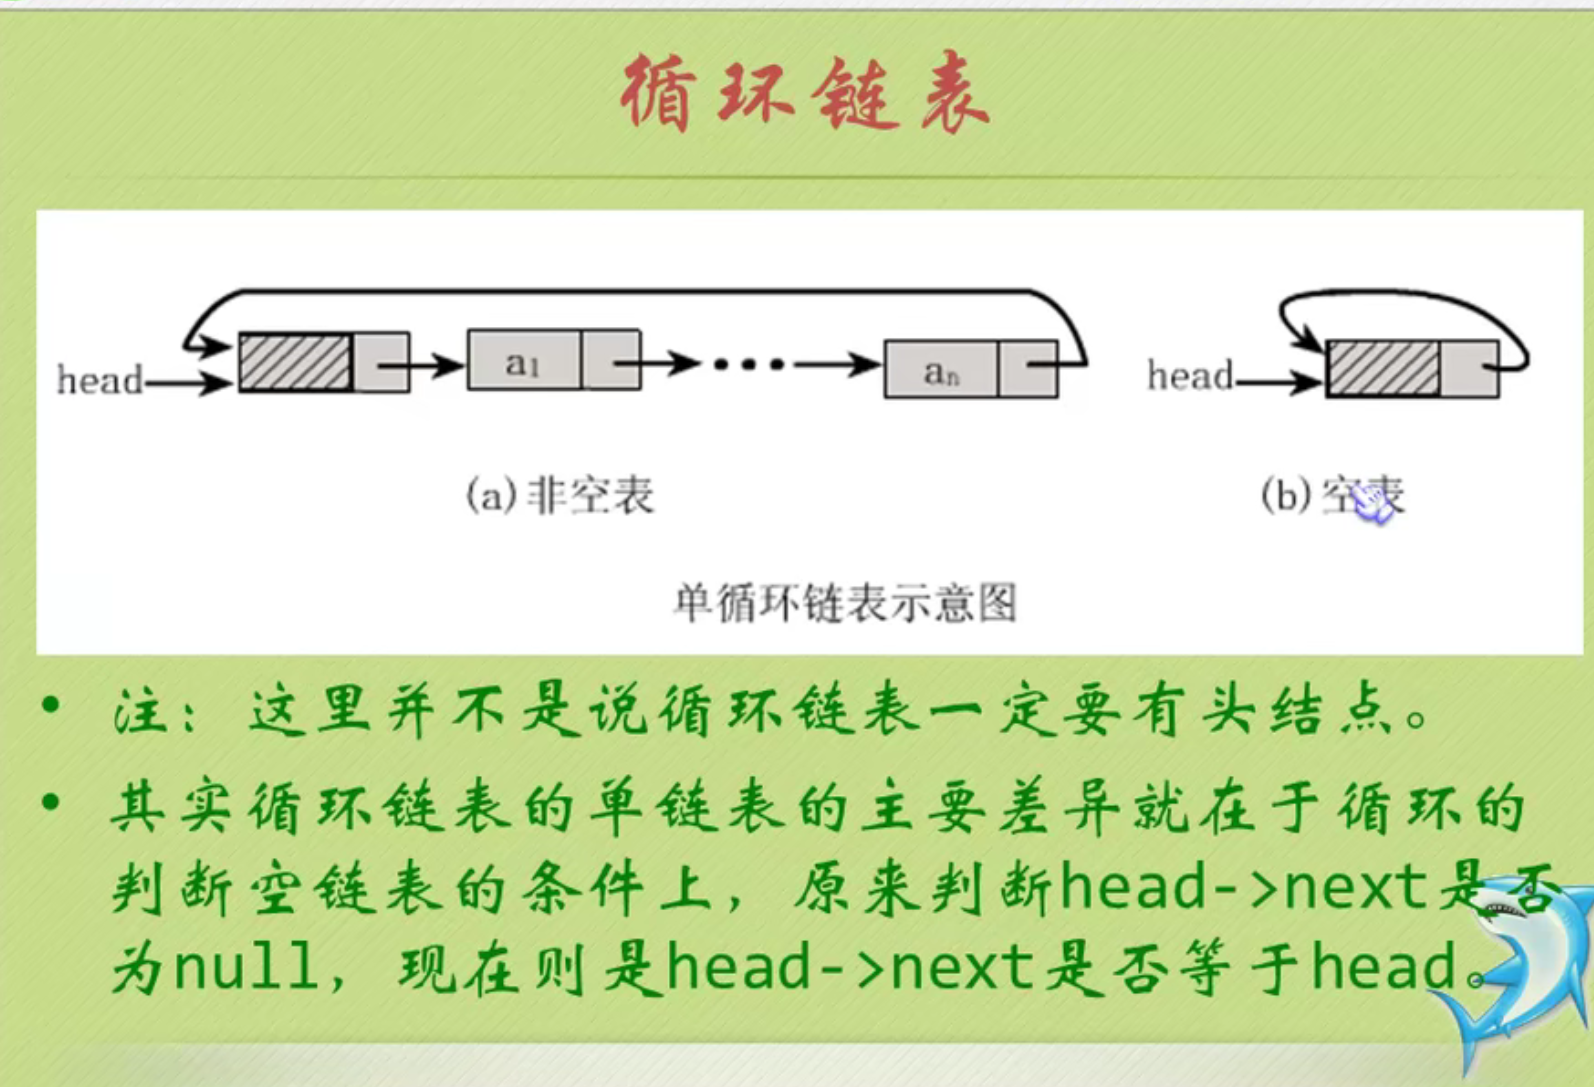 循环链表
head
a1
an
head
(a)非空表
(b)空表
单循环链表示意图
• 注：这里并不是说循环链表一定要有头结点。
• 其实循环链表的单链表的主要差异就在于循环的
判断空链表的条件上，原来判断head->next是否
为null，现在则是head->next是否等于head。